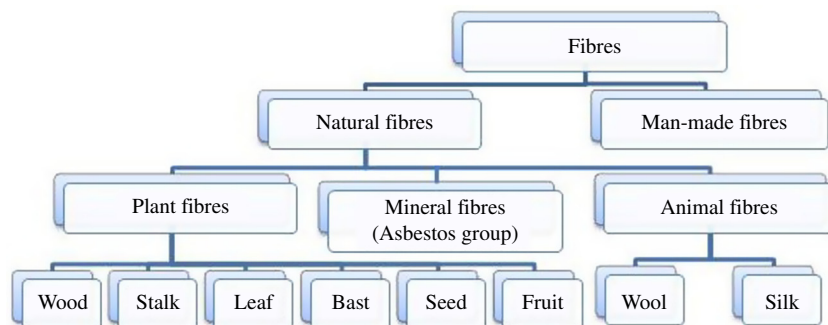 Fibres
Natural fibres
Man-made fibres
Plant fibres
Mineral fibres
(Asbestos group)
Animal fibres
Wood
Stalk
Leaf
Bast
Seed
Fruit
Wool
Silk